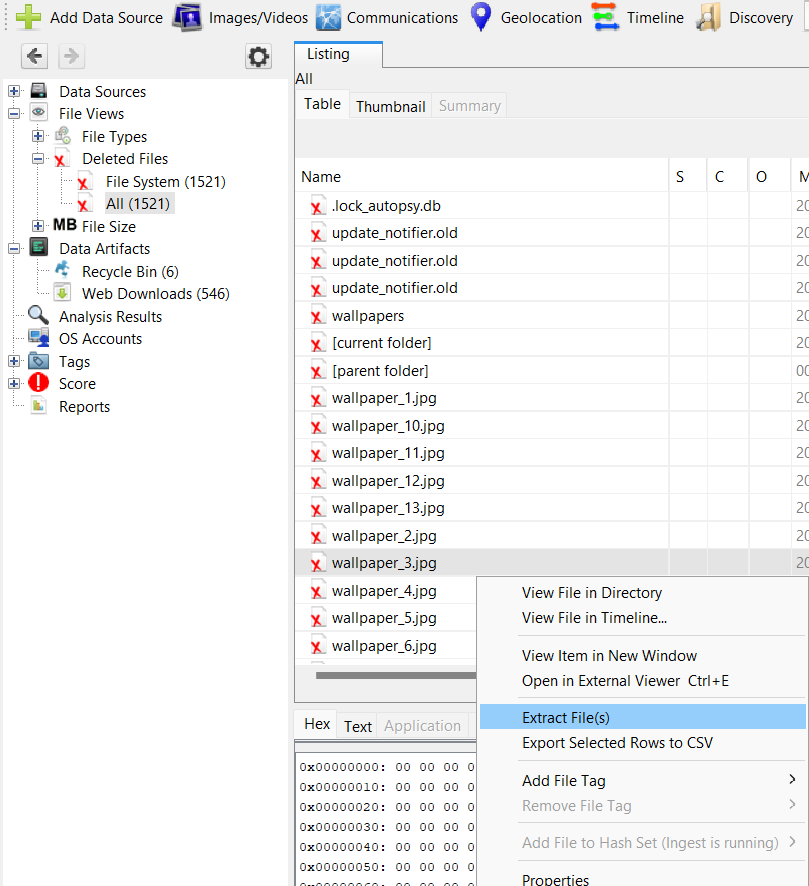 Add Data Source Images/Videos Communications Geolocation Timeline Discovery
Listing
All
Table Thumbnail Summary
Data Sources
File Views
File Types
Deleted Files
File System (1521)
All (1521)
MB File Size
Data Artifacts
Recycle Bin (6)
Web Downloads (546)
Analysis Results
OS Accounts
Tags
Score
Reports
Name S C O M
.lock_autopsy.db 20
update_notifier.old 20
update_notifier.old 20
update_notifier.old 20
wallpapers 20
[current folder] 20
[parent folder] 00
wallpaper_1.jpg 20
wallpaper_10.jpg 20
wallpaper_11.jpg 20
wallpaper_12.jpg 20
wallpaper_13.jpg 20
wallpaper_2.jpg 20
wallpaper_3.jpg 20
wallpaper_4.jpg
wallpaper_5.jpg
wallpaper_6.jpg
View File in Directory
View File in Timeline...
View Item in New Window
Open in External Viewer Ctrl+E
Extract File(s)
Export Selected Rows to CSV
Add File Tag
Remove File Tag
Add File to Hash Set (Ingest is running)
Properties
Hex Text Application
0x00000000: 00 00 00 0
0x00000010: 00 00 00 0
0x00000020: 00 00 00 0
0x00000030: 00 00 00 0
0x00000040: 00 00 00 0
0x00000050: 00 00 00 0